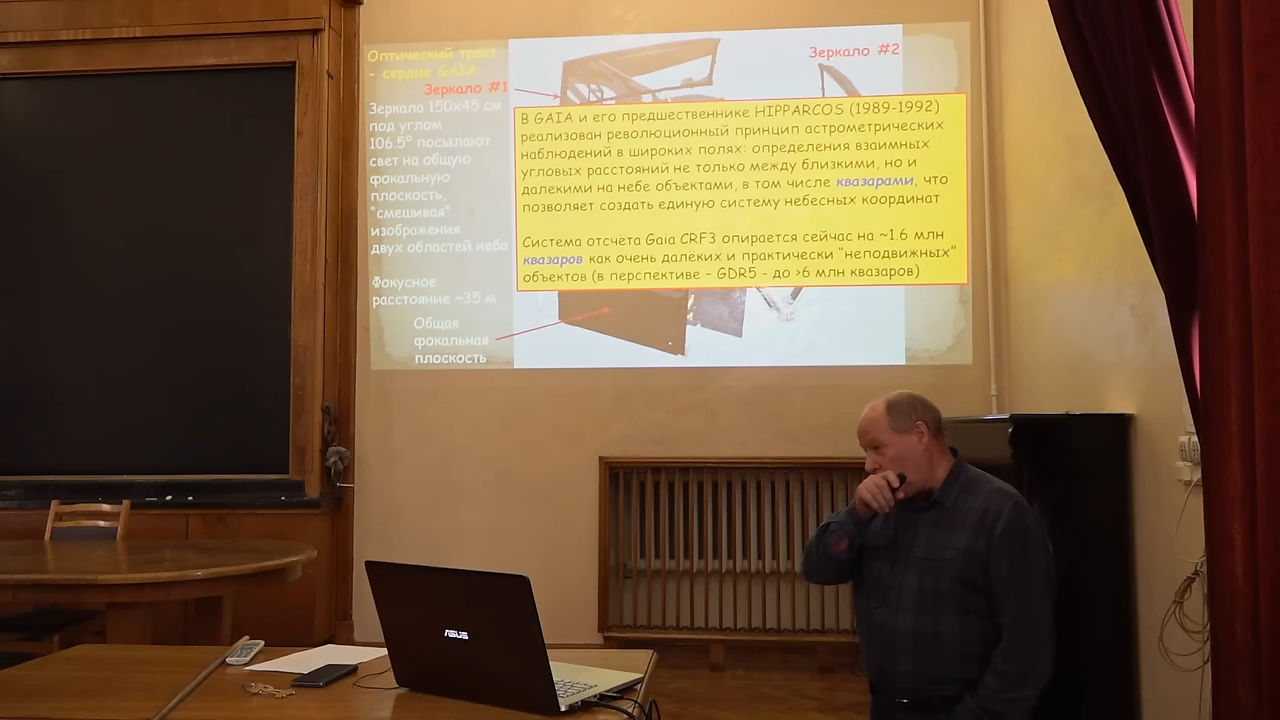 Оптический тракт
- сердце GAIA
Зеркало #1
Зеркала 150x45 см
под углом
106.5° посылают
свет на общую
фокальную
плоскость,
"смешивая"
изображения
двух областей неба
Фокусное
расстояние ~35 м
Общая
фокальная
плоскость
Зеркало #2
В GAIA и его предшественнике HIPPARCOS (1989-1992)
реализован революционный принцип астрометрических
наблюдений в широких полях: определения взаимных
угловых расстояний не только между близкими, но и
далекими на небе объектами, в том числе квазарами, что
позволяет создать единую систему небесных координат
Система отсчёта Gaia CRF3 опирается сейчас на ~1.6 млн
квазаров как очень далёких и практически "неподвижных"
объектов (в перспективе - GDR5 - до >6 млн квазаров)
ASUS